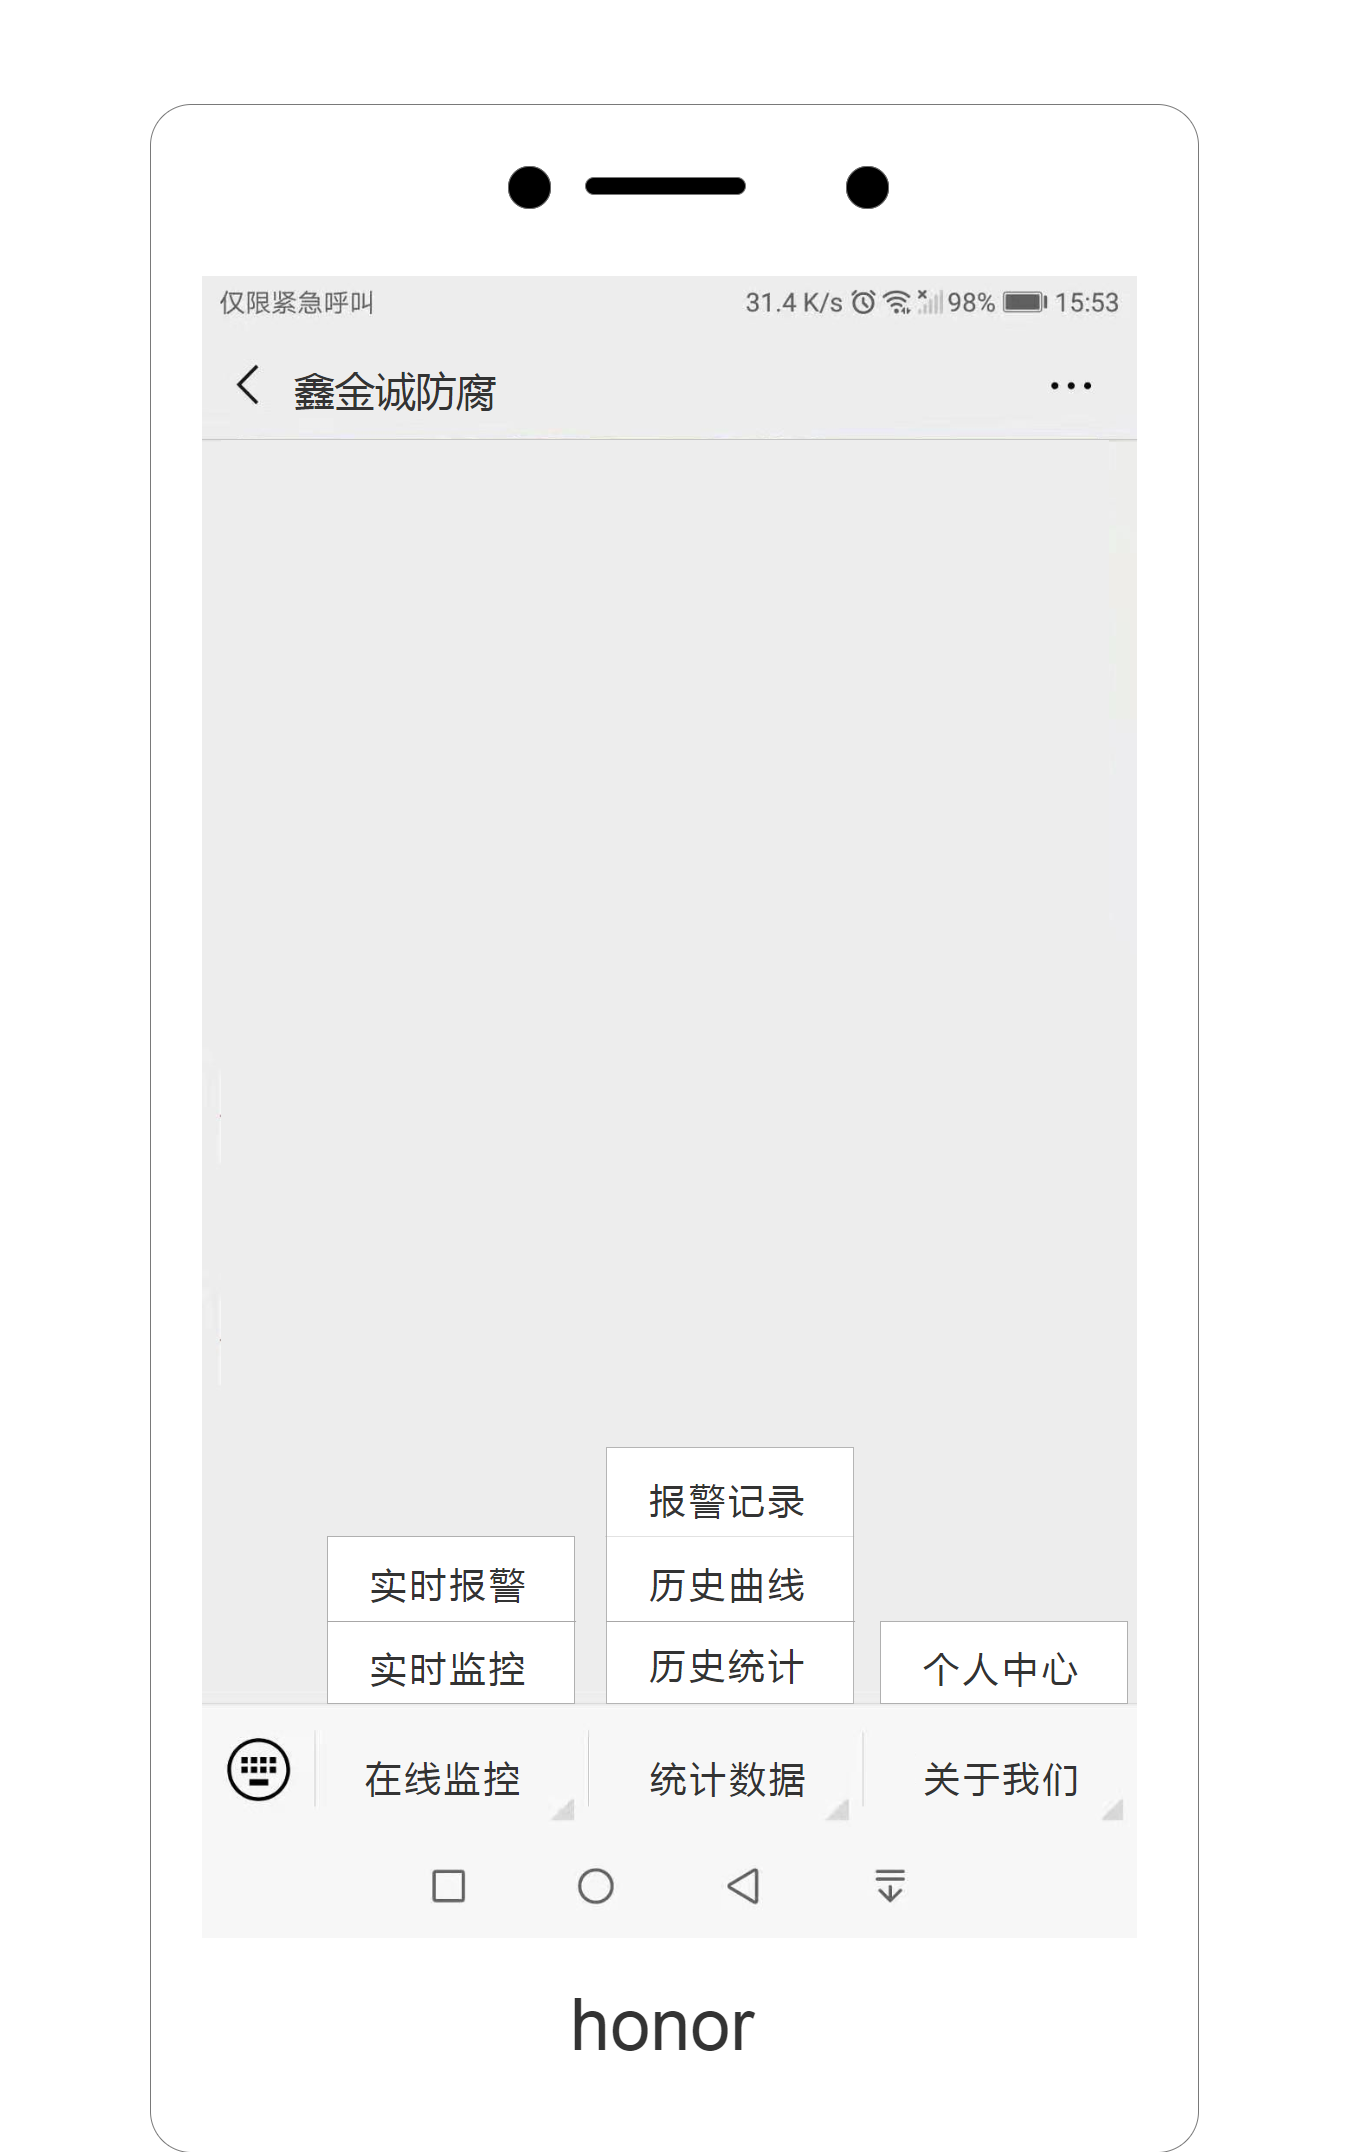 仅限紧急呼叫 31.4 K/s 98% 15:53
鑫金诚防腐
报警记录
实时报警 历史曲线
实时监控 历史统计 个人中心
在线监控 统计数据 关于我们
honor